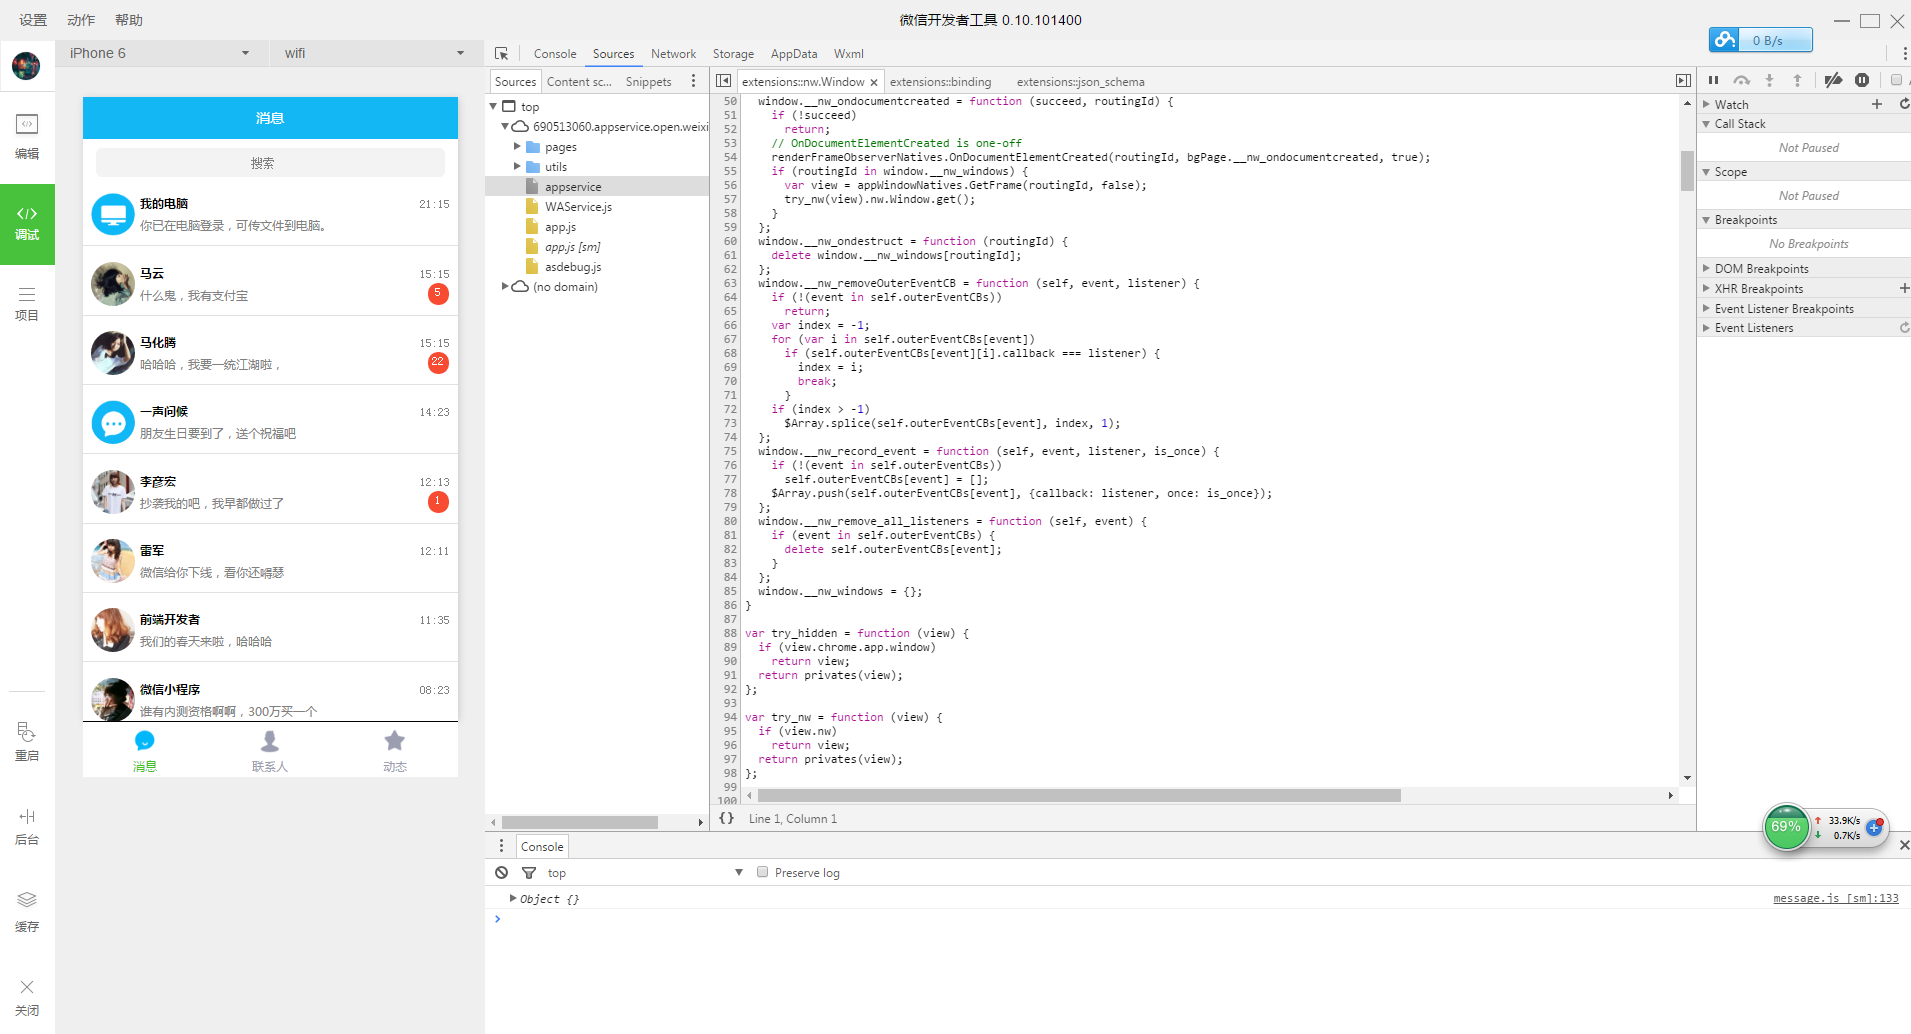 设置 动作 帮助
微信开发者工具 0.10.101400
0 B/s
iPhone 6
wifi
编辑
调试
项目
重启
后台
缓存
关闭
消息
搜索
我的电脑 21:15
你已在电脑登录，可传文件到电脑。
马云 15:15
什么鬼，我有支付宝 5
马化腾 15:15
哈哈哈，我要一统江湖啦， 22
一声问候 14:23
朋友生日要到了，送个祝福吧
李彦宏 12:13
抄袭我的吧，我早都做过了 1
雷军 12:11
微信给你下线，看你还嘚瑟
前端开发者 11:35
我们的春天来啦，哈哈哈
微信小程序 08:23
谁有内测资格啊啊，300万买一个
消息 联系人 动态
Console Sources Network Storage AppData Wxml
Sources Content sc... Snippets
top
690513060.appservice.open.weixi
pages
utils
appservice
WAService.js
app.js
app.js [sm]
asdebug.js
(no domain)
extensions::nw.Window extensions::binding extensions::json_schema
50 window.__nw_ondocumentcreated = function (succeed, routingId) {
51 if (!succeed)
52 return;
53 // OnDocumentElementCreated is one-off
54 renderFrameObserverNatives.OnDocumentElementCreated(routingId, bgPage.__nw_ondocumentcreated, true);
55 if (routingId in window.__nw_windows) {
56 var view = appWindowNatives.GetFrame(routingId, false);
57 try_nw(view).nw.Window.get();
58 }
59 };
60 window.__nw_ondestruct = function (routingId) {
61 delete window.__nw_windows[routingId];
62 };
63 window.__nw_removeOuterEventCB = function (self, event, listener) {
64 if (!(event in self.outerEventCBs))
65 return;
66 var index = -1;
67 for (var i in self.outerEventCBs[event])
68 if (self.outerEventCBs[event][i].callback === listener) {
69 index = i;
70 break;
71 }
72 if (index > -1)
73 $Array.splice(self.outerEventCBs[event], index, 1);
74 };
75 window.__nw_record_event = function (self, event, listener, is_once) {
76 if (!(event in self.outerEventCBs))
77 self.outerEventCBs[event] = [];
78 $Array.push(self.outerEventCBs[event], {callback: listener, once: is_once});
79 };
80 window.__nw_remove_all_listeners = function (self, event) {
81 if (event in self.outerEventCBs) {
82 delete self.outerEventCBs[event];
83 }
84 };
85 window.__nw_windows = {};
86 }
87
88 var try_hidden = function (view) {
89 if (view.chrome.app.window)
90 return view;
91 return privates(view);
92 };
93
94 var try_nw = function (view) {
95 if (view.nw)
96 return view;
97 return privates(view);
98 };
99
100
{} Line 1, Column 1
Watch
Call Stack
Not Paused
Scope
Not Paused
Breakpoints
No Breakpoints
DOM Breakpoints
XHR Breakpoints
Event Listener Breakpoints
Event Listeners
69%
33.9K/s
0.7K/s
Console
top
Preserve log
Object {}
message.js [sm]:133